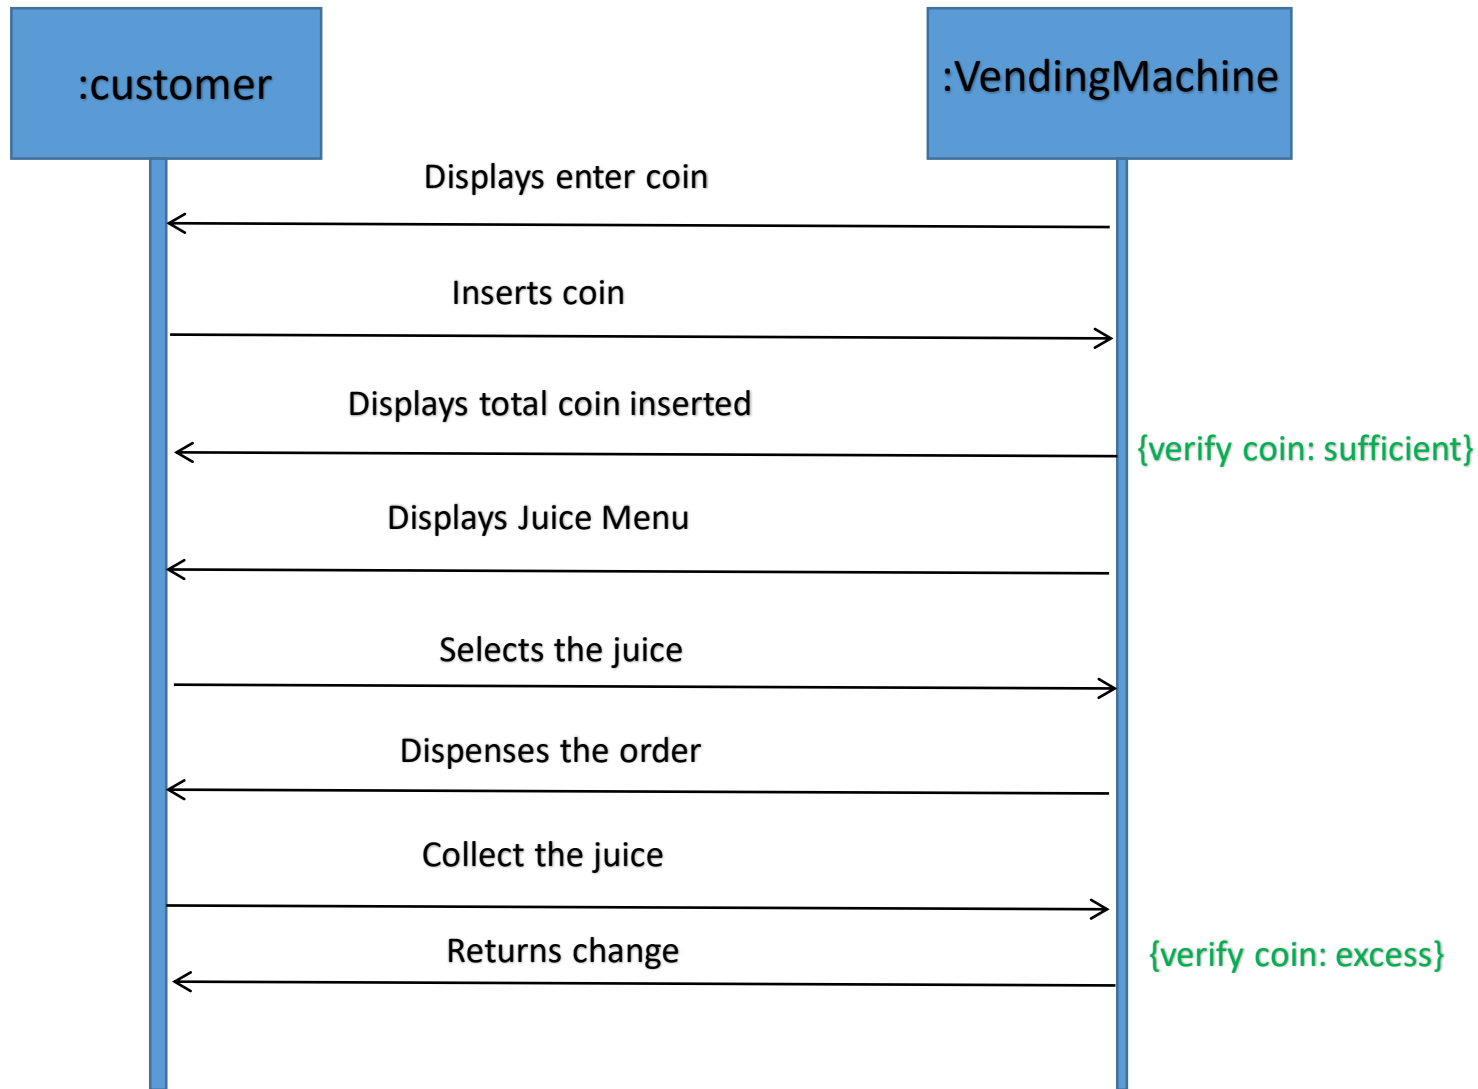 :customer
:VendingMachine
Displays enter coin
Inserts coin
Displays total coin inserted
{verify coin: sufficient}
Displays Juice Menu
Selects the juice
Dispenses the order
Collect the juice
Returns change
{verify coin: excess}